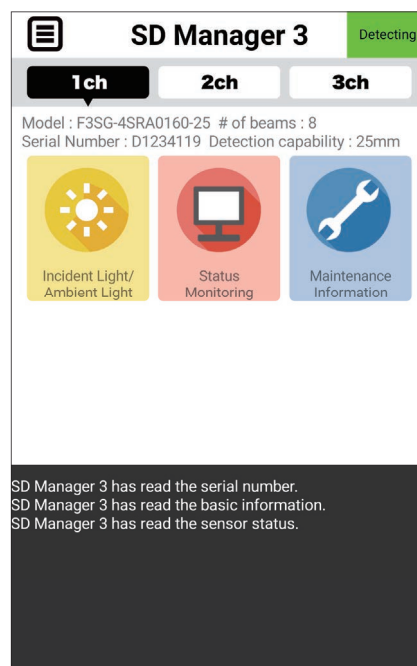 SD Manager 3
Detecting
1ch
2ch
3ch
Model : F3SG-4SRA0160-25 # of beams : 8
Serial Number : D1234119 Detection capability : 25mm
Incident Light/
Ambient Light
Status
Monitoring
Maintenance
Information
SD Manager 3 has read the serial number.
SD Manager 3 has read the basic information.
SD Manager 3 has read the sensor status.